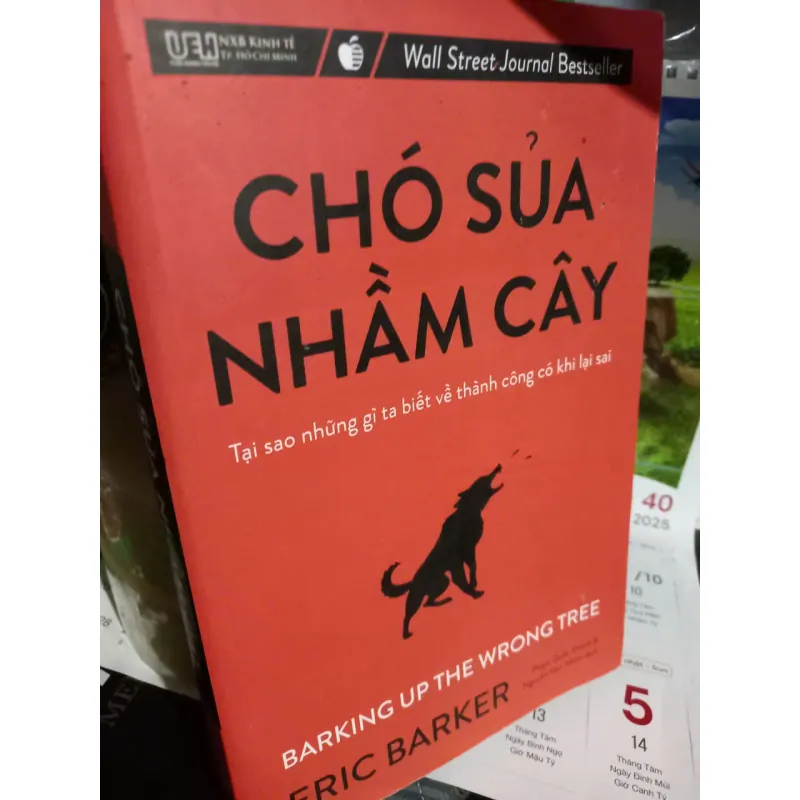 UEH NXB KINH TẾ
TP. HỒ CHÍ MINH
Wall Street Journal Bestseller
CHÓ SỦA
NHẦM CÂY
Tại sao những gì ta biết về thành công có khi lại sai
BARKING UP THE WRONG TREE
ERIC BARKER
CHÓ SỦA
40
2025
/10
10
13
Tháng Tám
Ngày Bính Ngọ
Giờ Mậu Tý
5
14
Tháng Tám
Ngày Đinh Mùi
Giờ Canh Tý